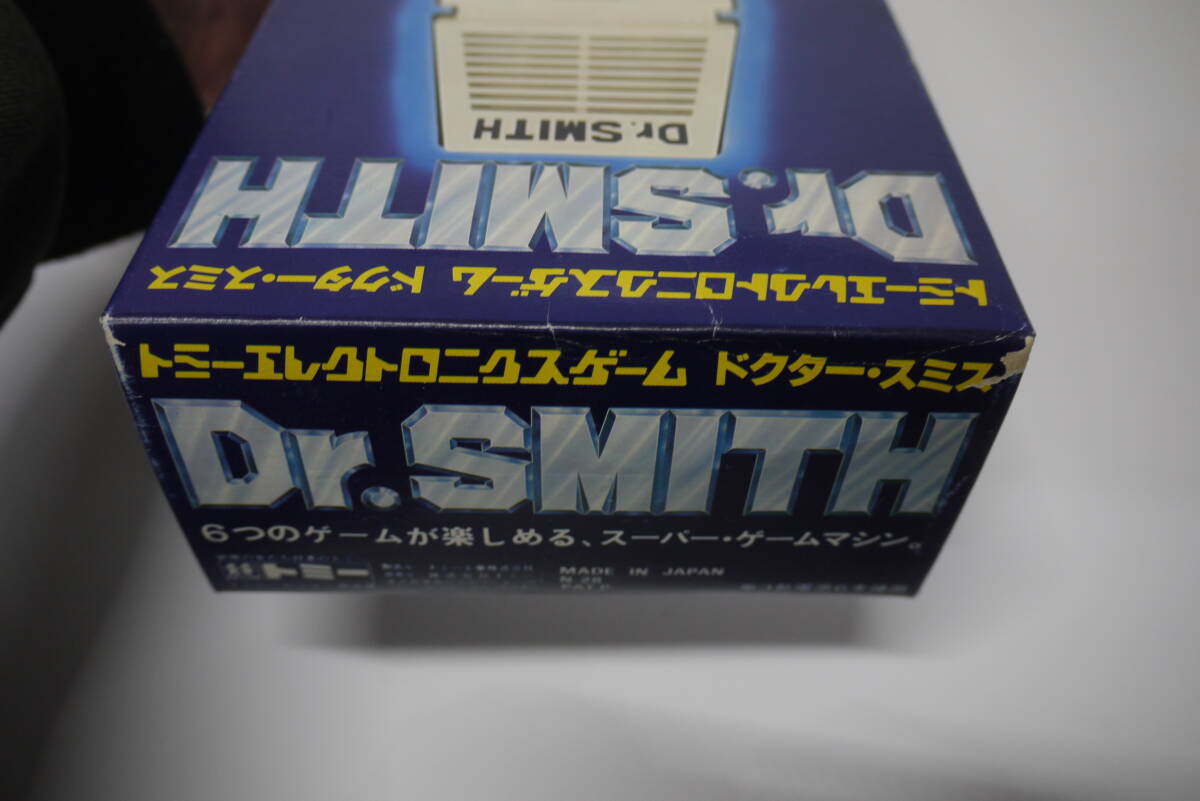 Dr.SMITH
Dr.SMITH
トミーエレクトロニクスゲーム ドクター・スミス
トミーエレクトロニクスゲーム ドクター・スミス
Dr.SMITH
6つのゲームが楽しめる、スーパー・ゲームマシン。
トミー
MADE IN JAPAN
N 28
PAT.P